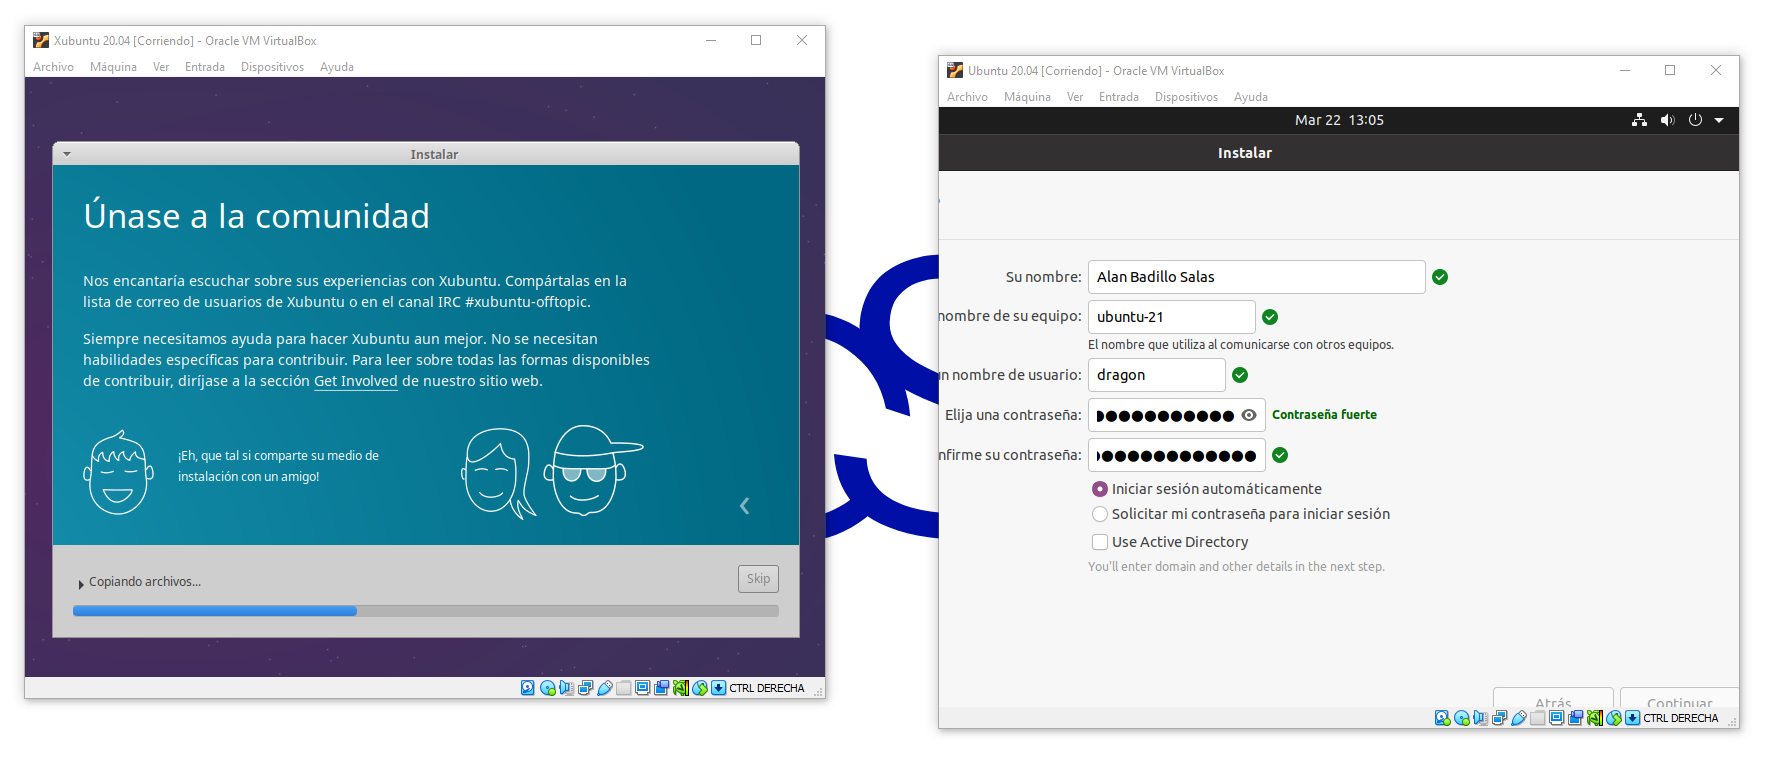 Xubuntu 20.04 [Corriendo] - Oracle VM VirtualBox
Archivo Máquina Ver Entrada Dispositivos Ayuda
Instalar
Únase a la comunidad
Nos encantaría escuchar sobre sus experiencias con Xubuntu. Compártalas en la
lista de correo de usuarios de Xubuntu o en el canal IRC #xubuntu-offtopic.
Siempre necesitamos ayuda para hacer Xubuntu aun mejor. No se necesitan
habilidades específicas para contribuir. Para leer sobre todas las formas disponibles
de contribuir, diríjase a la sección Get Involved de nuestro sitio web.
¡Eh, que tal si comparte su medio de
instalación con un amigo!
Copiando archivos...
Skip
CTRL DERECHA
Ubuntu 20.04 [Corriendo] - Oracle VM VirtualBox
Archivo Máquina Ver Entrada Dispositivos Ayuda
Mar 22 13:05
Instalar
Su nombre: Alan Badillo Salas
nombre de su equipo: ubuntu-21
El nombre que utiliza al comunicarse con otros equipos.
un nombre de usuario: dragon
Elija una contraseña: Contraseña fuerte
nfirme su contraseña:
Iniciar sesión automáticamente
Solicitar mi contraseña para iniciar sesión
Use Active Directory
You'll enter domain and other details in the next step.
Atrás Continuar
CTRL DERECHA